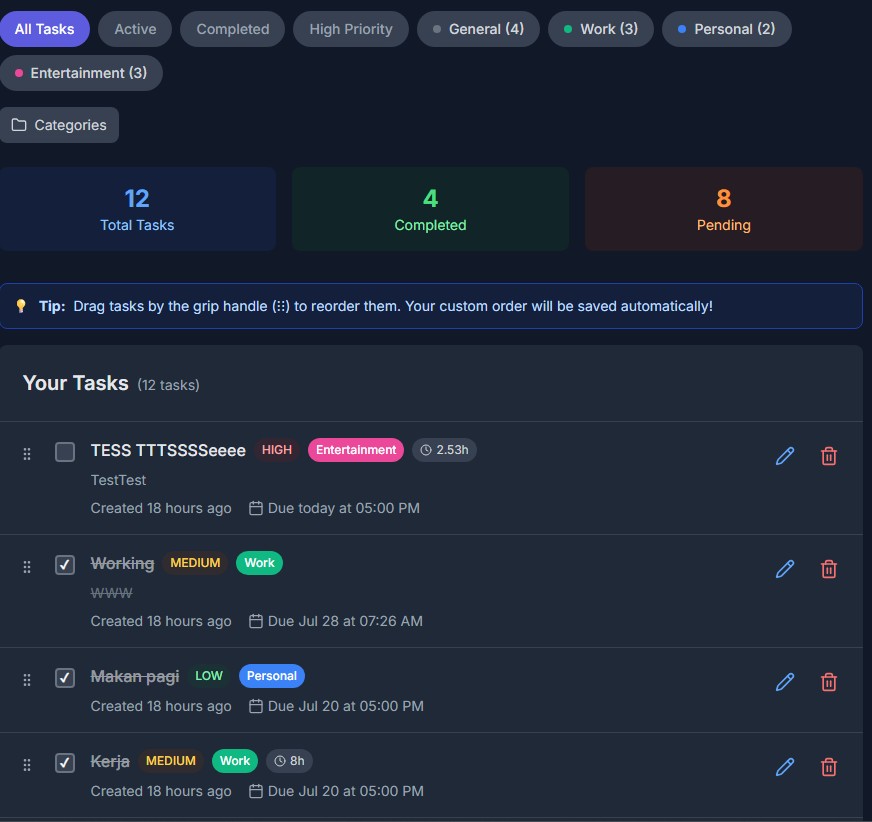 All Tasks Active Completed High Priority General (4) Work (3) Personal (2)
Entertainment (3)
Categories
12 4 8
Total Tasks Completed Pending
Tip: Drag tasks by the grip handle (⠿) to reorder them. Your custom order will be saved automatically!
Your Tasks (12 tasks)
TESS TTTSSSSeeee HIGH Entertainment 2.53h
TestTest
Created 18 hours ago Due today at 05:00 PM
Working MEDIUM Work
WWW
Created 18 hours ago Due Jul 28 at 07:26 AM
Makan pagi LOW Personal
Created 18 hours ago Due Jul 20 at 05:00 PM
Kerja MEDIUM Work 8h
Created 18 hours ago Due Jul 20 at 05:00 PM